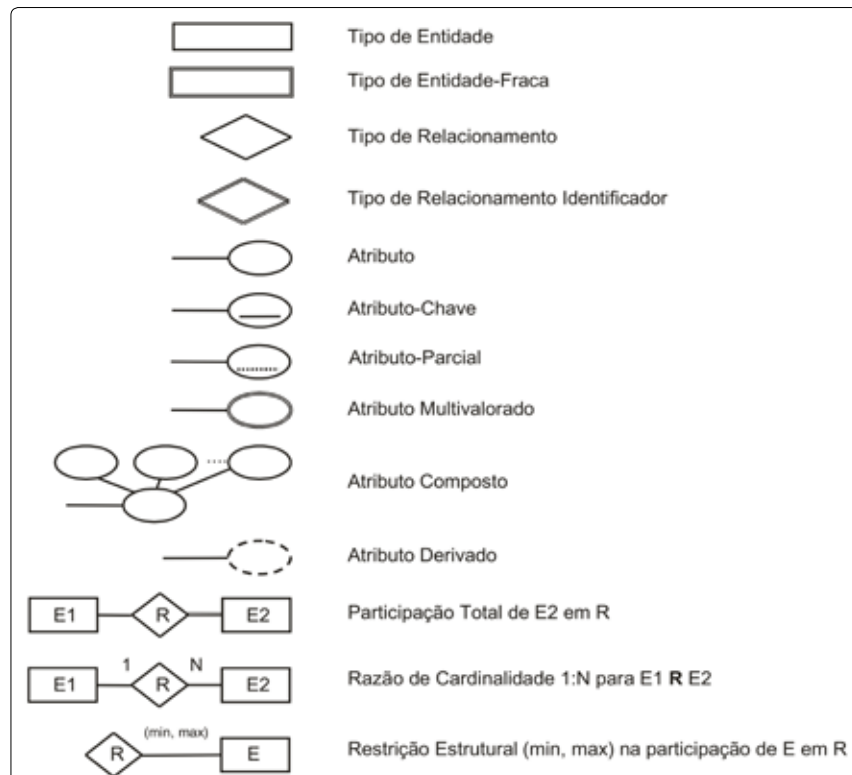 Tipo de Entidade
Tipo de Entidade-Fraca
Tipo de Relacionamento
Tipo de Relacionamento Identificador
Atributo
Atributo-Chave
Atributo-Parcial
Atributo Multivalorado
Atributo Composto
Atributo Derivado
E1 R E2 Participação Total de E2 em R
1 N
E1 R E2 Razão de Cardinalidade 1:N para E1 R E2
(min, max)
R E Restrição Estrutural (min, max) na participação de E em R